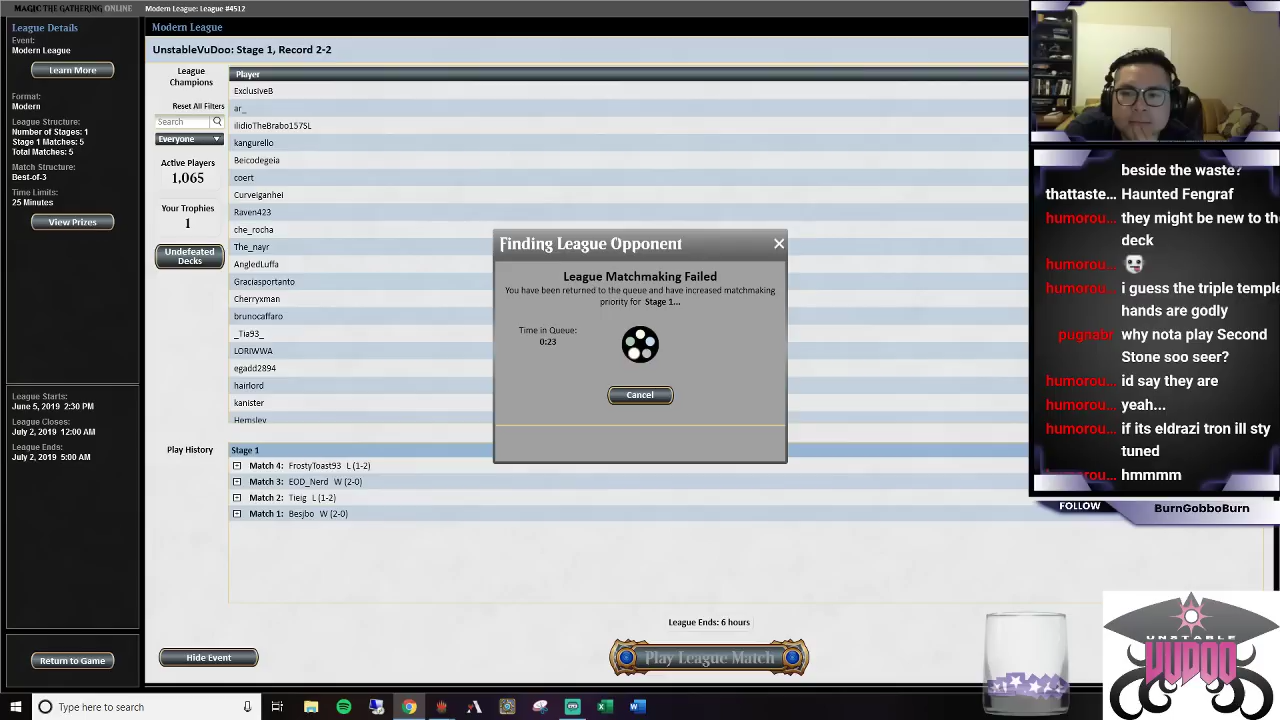 MAGIC THE GATHERING ONLINE
Modern League: League #4512
League Details
Event:
Modern League
Learn More
Format:
Modern
League Structure:
Number of Stages: 1
Stage 1 Matches: 5
Total Matches: 5
Match Structure:
Best-of-3
Time Limits:
25 Minutes
View Prizes
League Starts:
June 5, 2019 2:30 PM
League Closes:
July 2, 2019 12:00 AM
League Ends:
July 2, 2019 5:00 AM
Return to Game
Modern League
UnstableVuDoo: Stage 1, Record 2-2
League
Champions
Reset All Filters
Search
Everyone
Active Players
1,065
Your Trophies
1
Undefeated
Decks
Player
ExclusiveB
ar_
ilidioTheBrabo157SL
kangurello
Beicodegeia
coert
Curveiganhei
Raven423
che_rocha
The_nayr
AngledLuffa
Graciasportanto
Cherryxman
brunocaffaro
_Tia93_
LORIWWA
egadd2894
hairlord
kanister
Hemsley
Finding League Opponent
League Matchmaking Failed
You have been returned to the queue and have increased matchmaking
priority for Stage 1...
Time in Queue:
0:23
Cancel
Play History
Stage 1
Match 4: FrostyToast93 L (1-2)
Match 3: EOD_Nerd W (2-0)
Match 2: Tieig L (1-2)
Match 1: Besjbo W (2-0)
League Ends: 6 hours
Hide Event
Play League Match
beside the waste?
thattaste... Haunted Fengraf
humorou... they might be new to the
deck
humorou...
humorou... i guess the triple temple
hands are godly
pugnabr why nota play Second
Stone soo seer?
humorou... id say they are
humorou... yeah...
humorou... if its eldrazi tron ill sty
tuned
humorou... hmmmm
FOLLOW
BurnGobboBurn
UNSTABLE
VUDOO
Type here to search